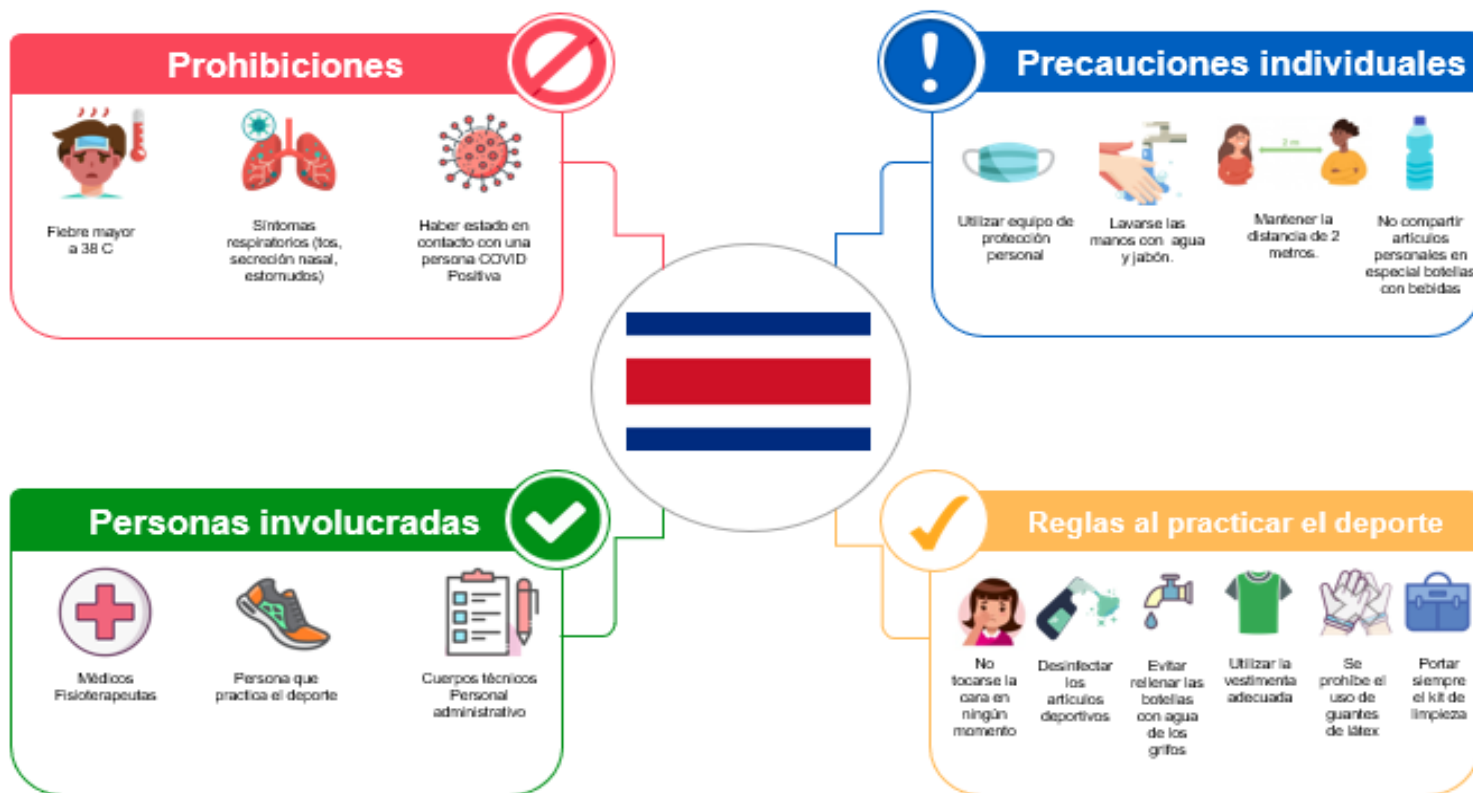 Prohibiciones
Fiebre mayor
a 38 C
Síntomas
respiratorios (tos,
secreción nasal,
estornudos)
Haber estado en
contacto con una
persona COVID
Positiva
Precauciones individuales
2 m
Utilizar equipo de
protección
personal
Lavarse las
manos con agua
y jabón.
Mantener la
distancia de 2
metros.
No compartir
artículos
personales en
especial botellas
con bebidas
Personas involucradas
Médicos
Fisioterapeutas
Persona que
practica el deporte
Cuerpos técnicos
Personal
administrativo
Reglas al practicar el deporte
No
tocarse la
cara en
ningún
momento
Desinfectar
los
artículos
deportivos
Evitar
rellenar las
botellas
con agua
de los
grifos
Utilizar la
vestimenta
adecuada
Se
prohíbe el
uso de
guantes
de látex
Portar
siempre
el kit de
limpieza